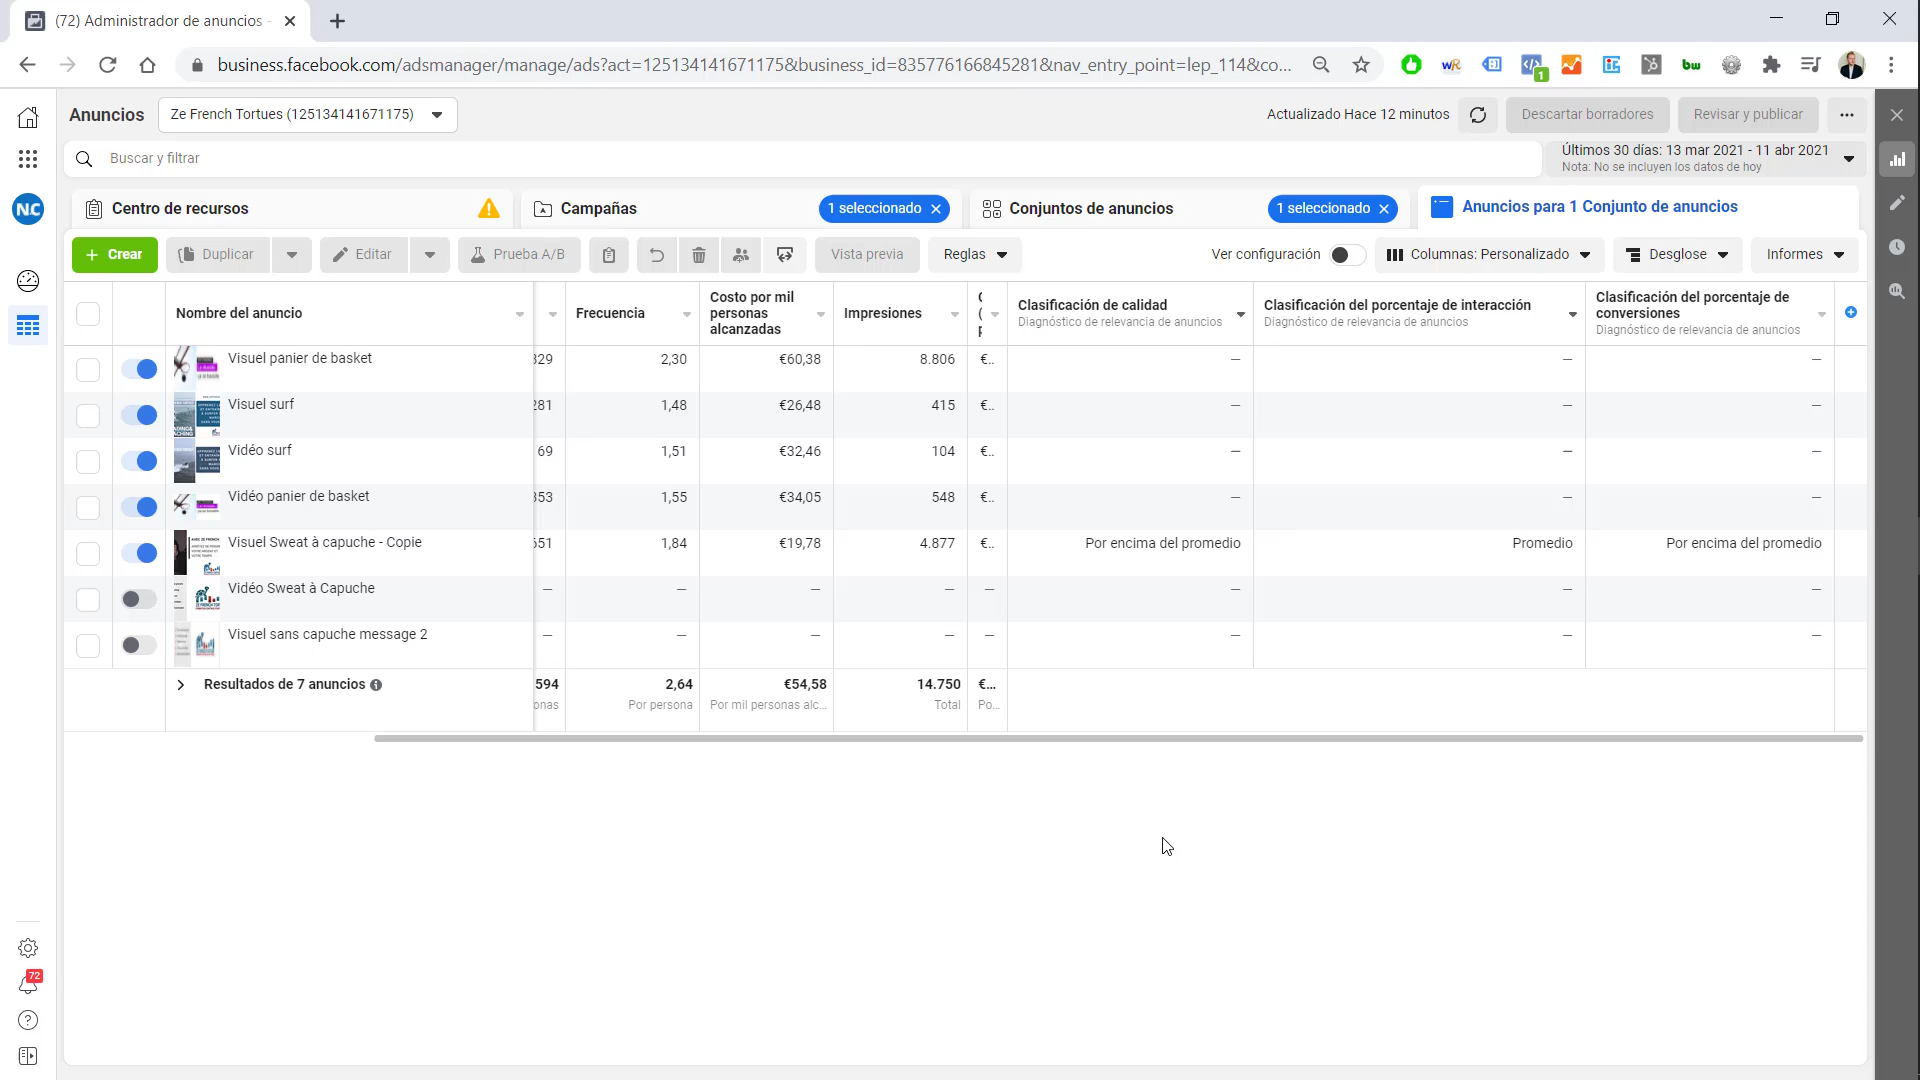 (72) Administrador de anuncios -
business.facebook.com/adsmanager/manage/ads?act=125134141671175&business_id=835776166845281&nav_entry_point=lep_114&co...
Anuncios
Ze French Tortues (125134141671175)
Actualizado Hace 12 minutos
Descartar borradores
Revisar y publicar
Buscar y filtrar
Últimos 30 días: 13 mar 2021 - 11 abr 2021
Nota: No se incluyen los datos de hoy
NC
Centro de recursos
Campañas
1 seleccionado
Conjuntos de anuncios
1 seleccionado
Anuncios para 1 Conjunto de anuncios
Crear
Duplicar
Editar
Prueba A/B
Vista previa
Reglas
Ver configuración
Columnas: Personalizado
Desglose
Informes
Nombre del anuncio
Frecuencia
Costo por mil
personas
alcanzadas
Impresiones
Clasificación de calidad
Diagnóstico de relevancia de anuncios
Clasificación del porcentaje de interacción
Diagnóstico de relevancia de anuncios
Clasificación del porcentaje de
conversiones
Diagnóstico de relevancia de anuncios
Visuel panier de basket 329 2,30 €60,38 8.806 €.. — — —
Visuel surf 281 1,48 €26,48 415 €.. — — —
Vidéo surf 69 1,51 €32,46 104 €.. — — —
Vidéo panier de basket 353 1,55 €34,05 548 €.. — — —
Visuel Sweat à capuche - Copie 651 1,84 €19,78 4.877 €.. Por encima del promedio Promedio Por encima del promedio
Vidéo Sweat à Capuche — — — — — — — —
Visuel sans capuche message 2 — — — — — — — —
Resultados de 7 anuncios 594 2,64 €54,58 14.750 €...
onas Por persona Por mil personas alc... Total Po...
72